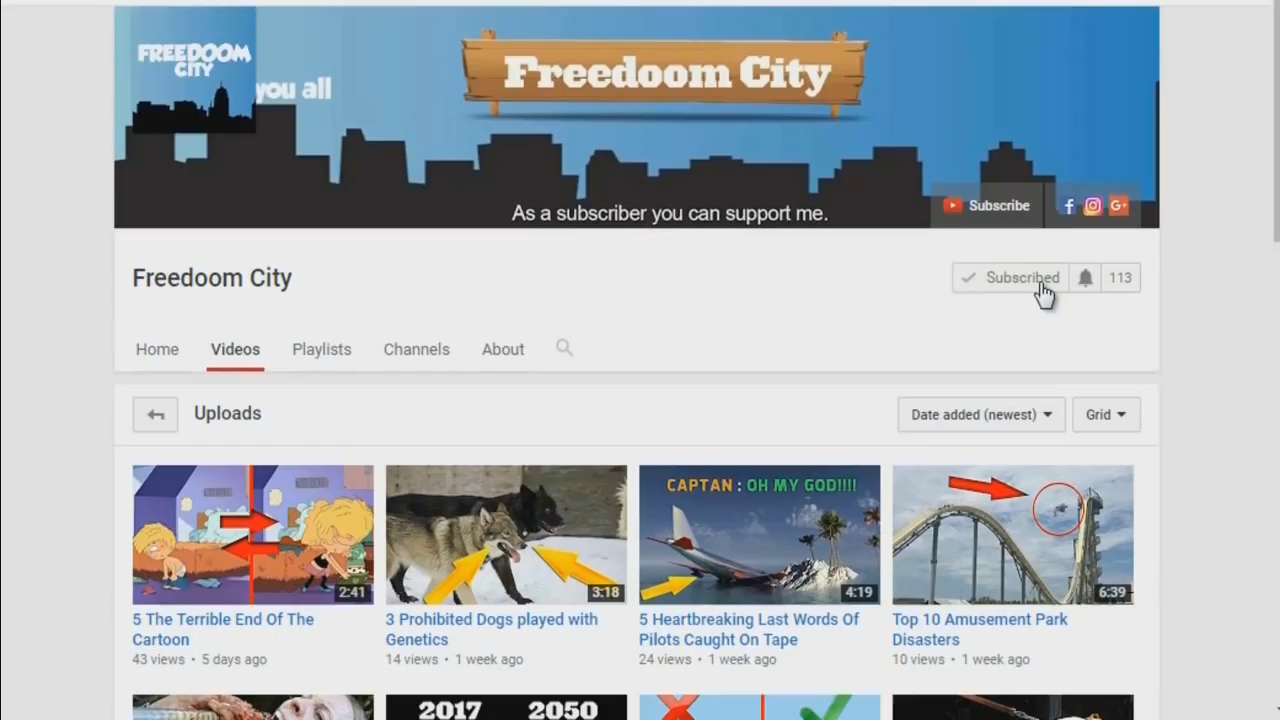 FREEDOOM
CITY
you all
Freedoom City
As a subscriber you can support me.
Subscribe
f
G+
Freedoom City
Subscribed
113
Home
Videos
Playlists
Channels
About
Uploads
Date added (newest)
Grid
2:41
3:18
CAPTAN : OH MY GOD!!!!
4:19
6:39
5 The Terrible End Of The
Cartoon
43 views • 5 days ago
3 Prohibited Dogs played with
Genetics
14 views • 1 week ago
5 Heartbreaking Last Words Of
Pilots Caught On Tape
24 views • 1 week ago
Top 10 Amusement Park
Disasters
10 views • 1 week ago
2017 2050